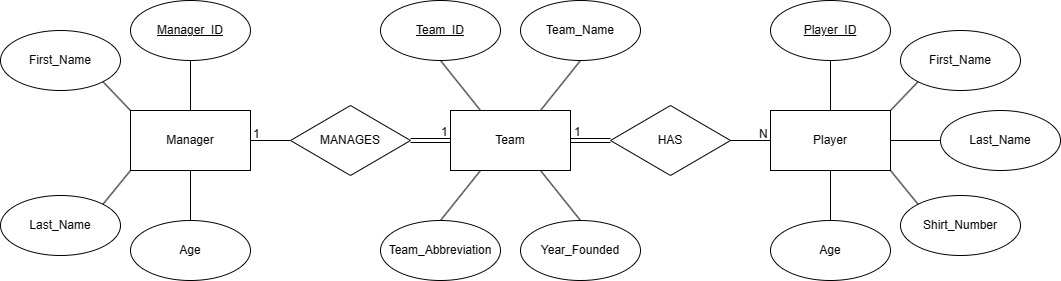 Manager_ID
Team_ID
Team_Name
Player_ID
First_Name
First_Name
Manager
1
MANAGES
1
Team
1
HAS
N
Player
Last_Name
Last_Name
Shirt_Number
Age
Team_Abbreviation
Year_Founded
Age